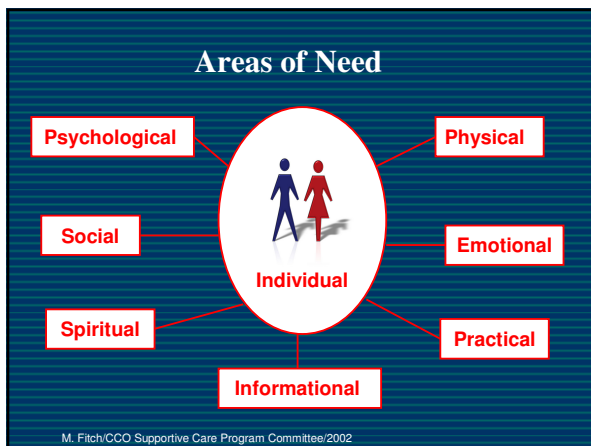 Areas of Need
Psychological
Physical
Social
Emotional
Individual
Spiritual
Practical
Informational
M. Fitch/CCO Supportive Care Program Committee/2002